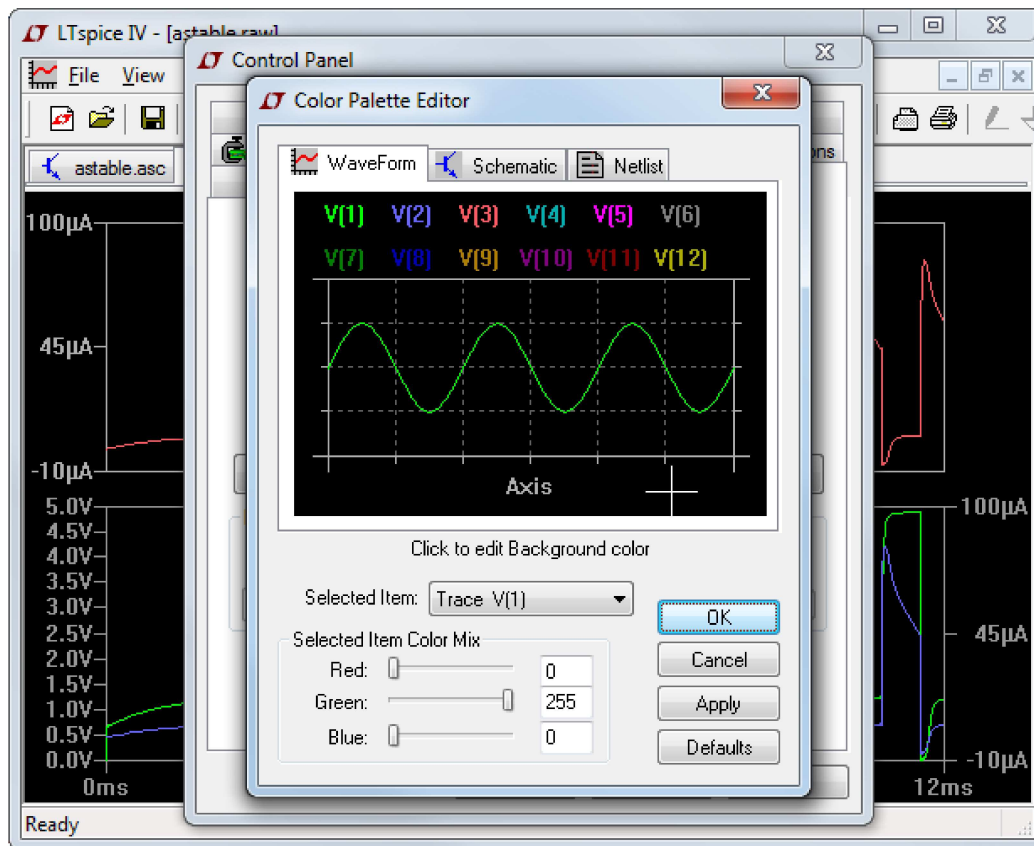 LTspice IV - [astable.raw]
Control Panel
Color Palette Editor
File View
ons
astable.asc
WaveForm Schematic Netlist
V(1) V(2) V(3) V(4) V(5) V(6)
V(7) V(8) V(9) V(10) V(11) V(12)
Axis
Click to edit Background color
Selected Item: Trace V(1)
Selected Item Color Mix
Red: 0
Green: 255
Blue: 0
OK
Cancel
Apply
Defaults
100µA
45µA
-10µA
5.0V
4.5V
4.0V
3.5V
3.0V
2.5V
2.0V
1.5V
1.0V
0.5V
0.0V
0ms
100µA
45µA
-10µA
12ms
Ready